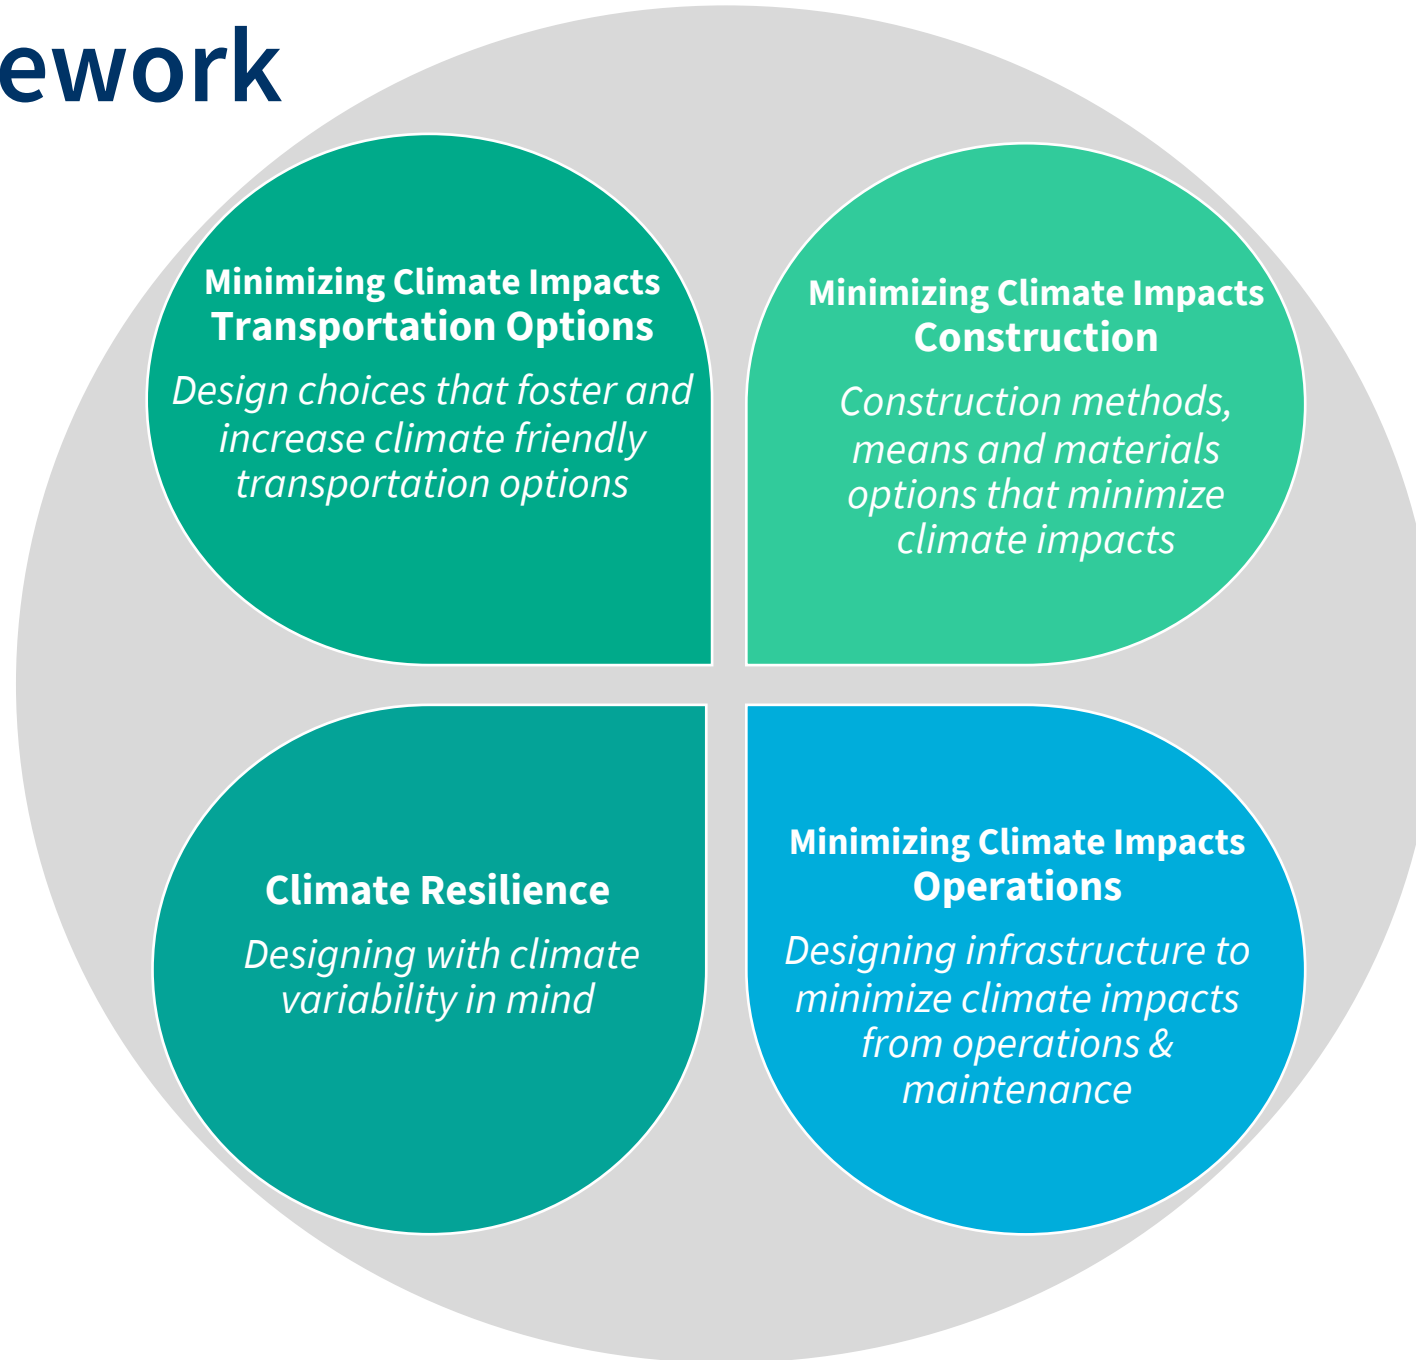 ework
Minimizing Climate Impacts
Transportation Options
Design choices that foster and
increase climate friendly
transportation options
Minimizing Climate Impacts
Construction
Construction methods,
means and materials
options that minimize
climate impacts
Climate Resilience
Designing with climate
variability in mind
Minimizing Climate Impacts
Operations
Designing infrastructure to
minimize climate impacts
from operations &
maintenance